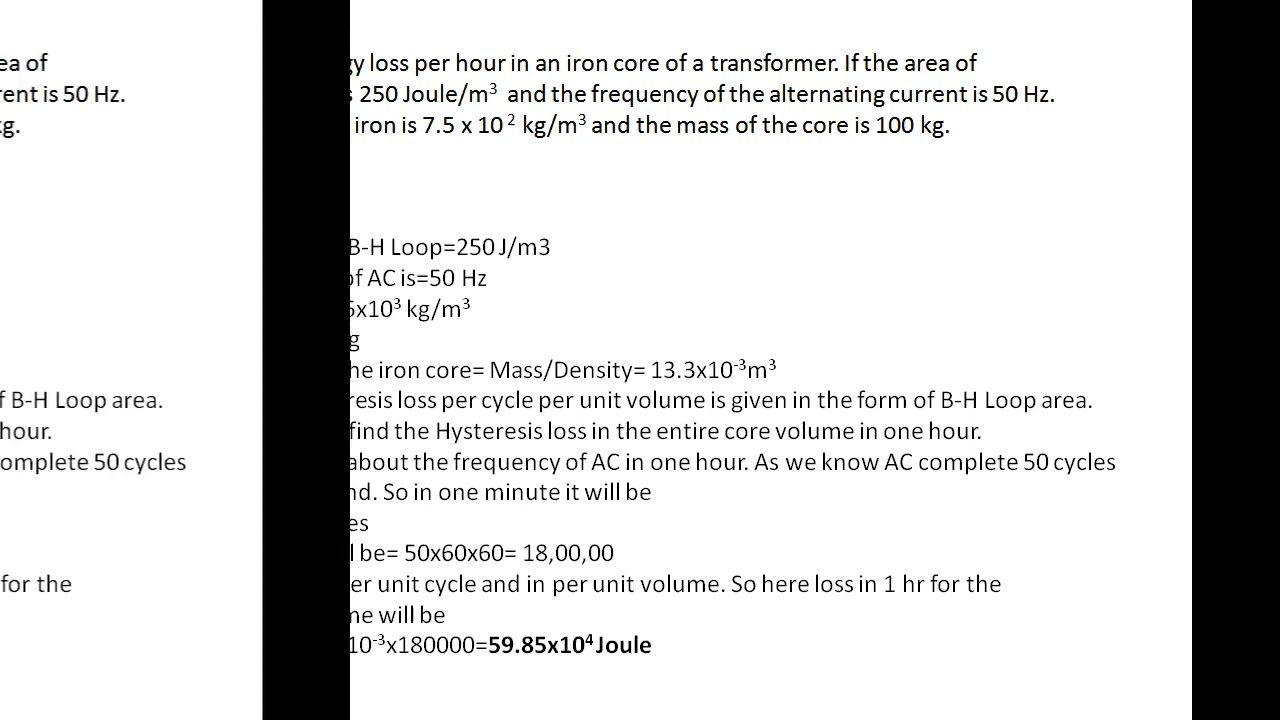 ea of
rent is 50 Hz.
kg.
f B-H Loop area.
hour.
omplete 50 cycles
for the
gy loss per hour in an iron core of a transformer. If the area of
250 Joule/m³ and the frequency of the alternating current is 50 Hz.
iron is 7.5 x 10² kg/m³ and the mass of the core is 100 kg.
B-H Loop=250 J/m3
of AC is=50 Hz
5x10³ kg/m³
g
he iron core= Mass/Density= 13.3x10⁻³m³
resis loss per cycle per unit volume is given in the form of B-H Loop area.
find the Hysteresis loss in the entire core volume in one hour.
about the frequency of AC in one hour. As we know AC complete 50 cycles
nd. So in one minute it will be
es
l be= 50x60x60= 18,00,00
er unit cycle and in per unit volume. So here loss in 1 hr for the
me will be
10⁻³x180000=59.85x10⁴ Joule